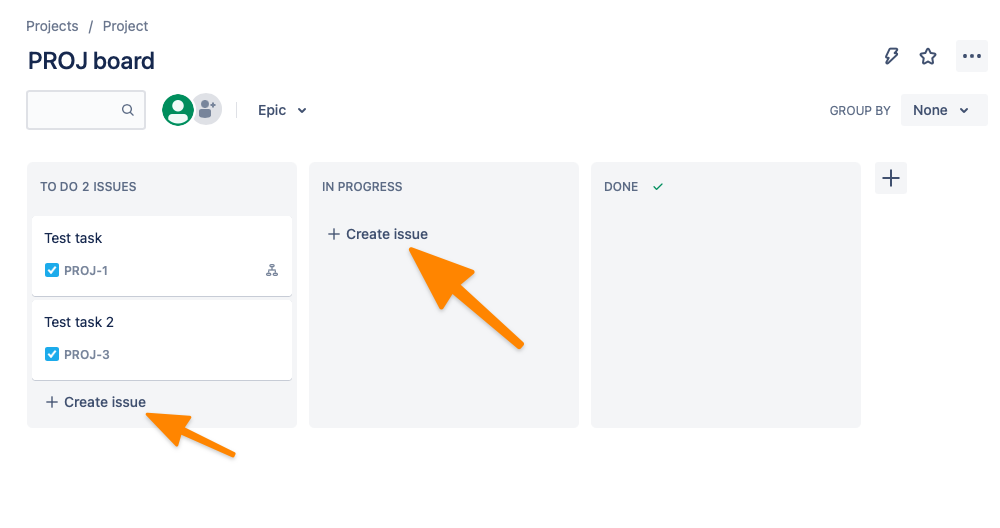 Projects / Project
PROJ board
Epic
GROUP BY None
TO DO 2 ISSUES
IN PROGRESS
DONE
Test task
PROJ-1
Test task 2
PROJ-3
+ Create issue
+ Create issue